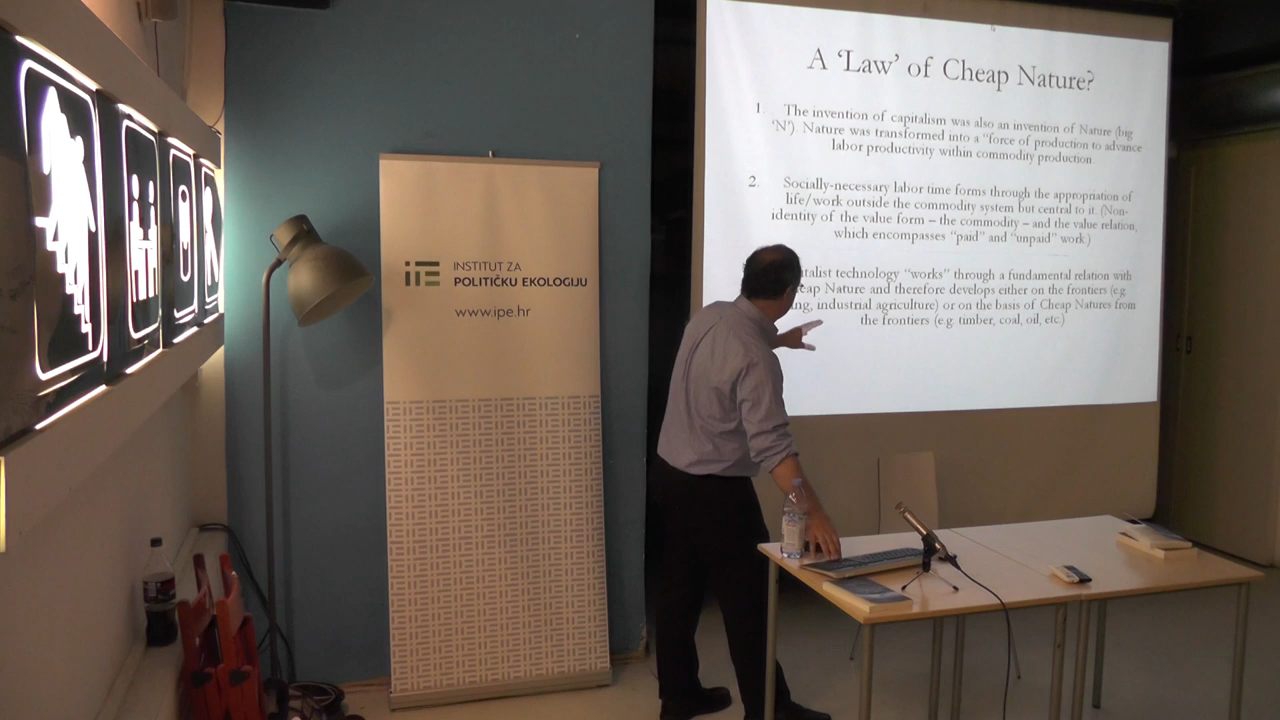 INSTITUT ZA
POLITIČKU EKOLOGIJU
www.ipe.hr
A 'Law' of Cheap Nature?
1. The invention of capitalism was also an invention of Nature (big
'N'). Nature was transformed into a "force of production to advance
labor productivity within commodity production
2. Socially-necessary labor time forms through the appropriation of
life/work outside the commodity system but central to it. (Non-
identity of the value form – the commodity – and the value relation,
which encompasses "paid" and "unpaid" work.)
technology "works" through a fundamental relation with
Nature and therefore develops either on the frontiers (e.g.
industrial agriculture) or on the basis of Cheap Natures from
the frontiers (e.g. timber, coal, oil, etc.)